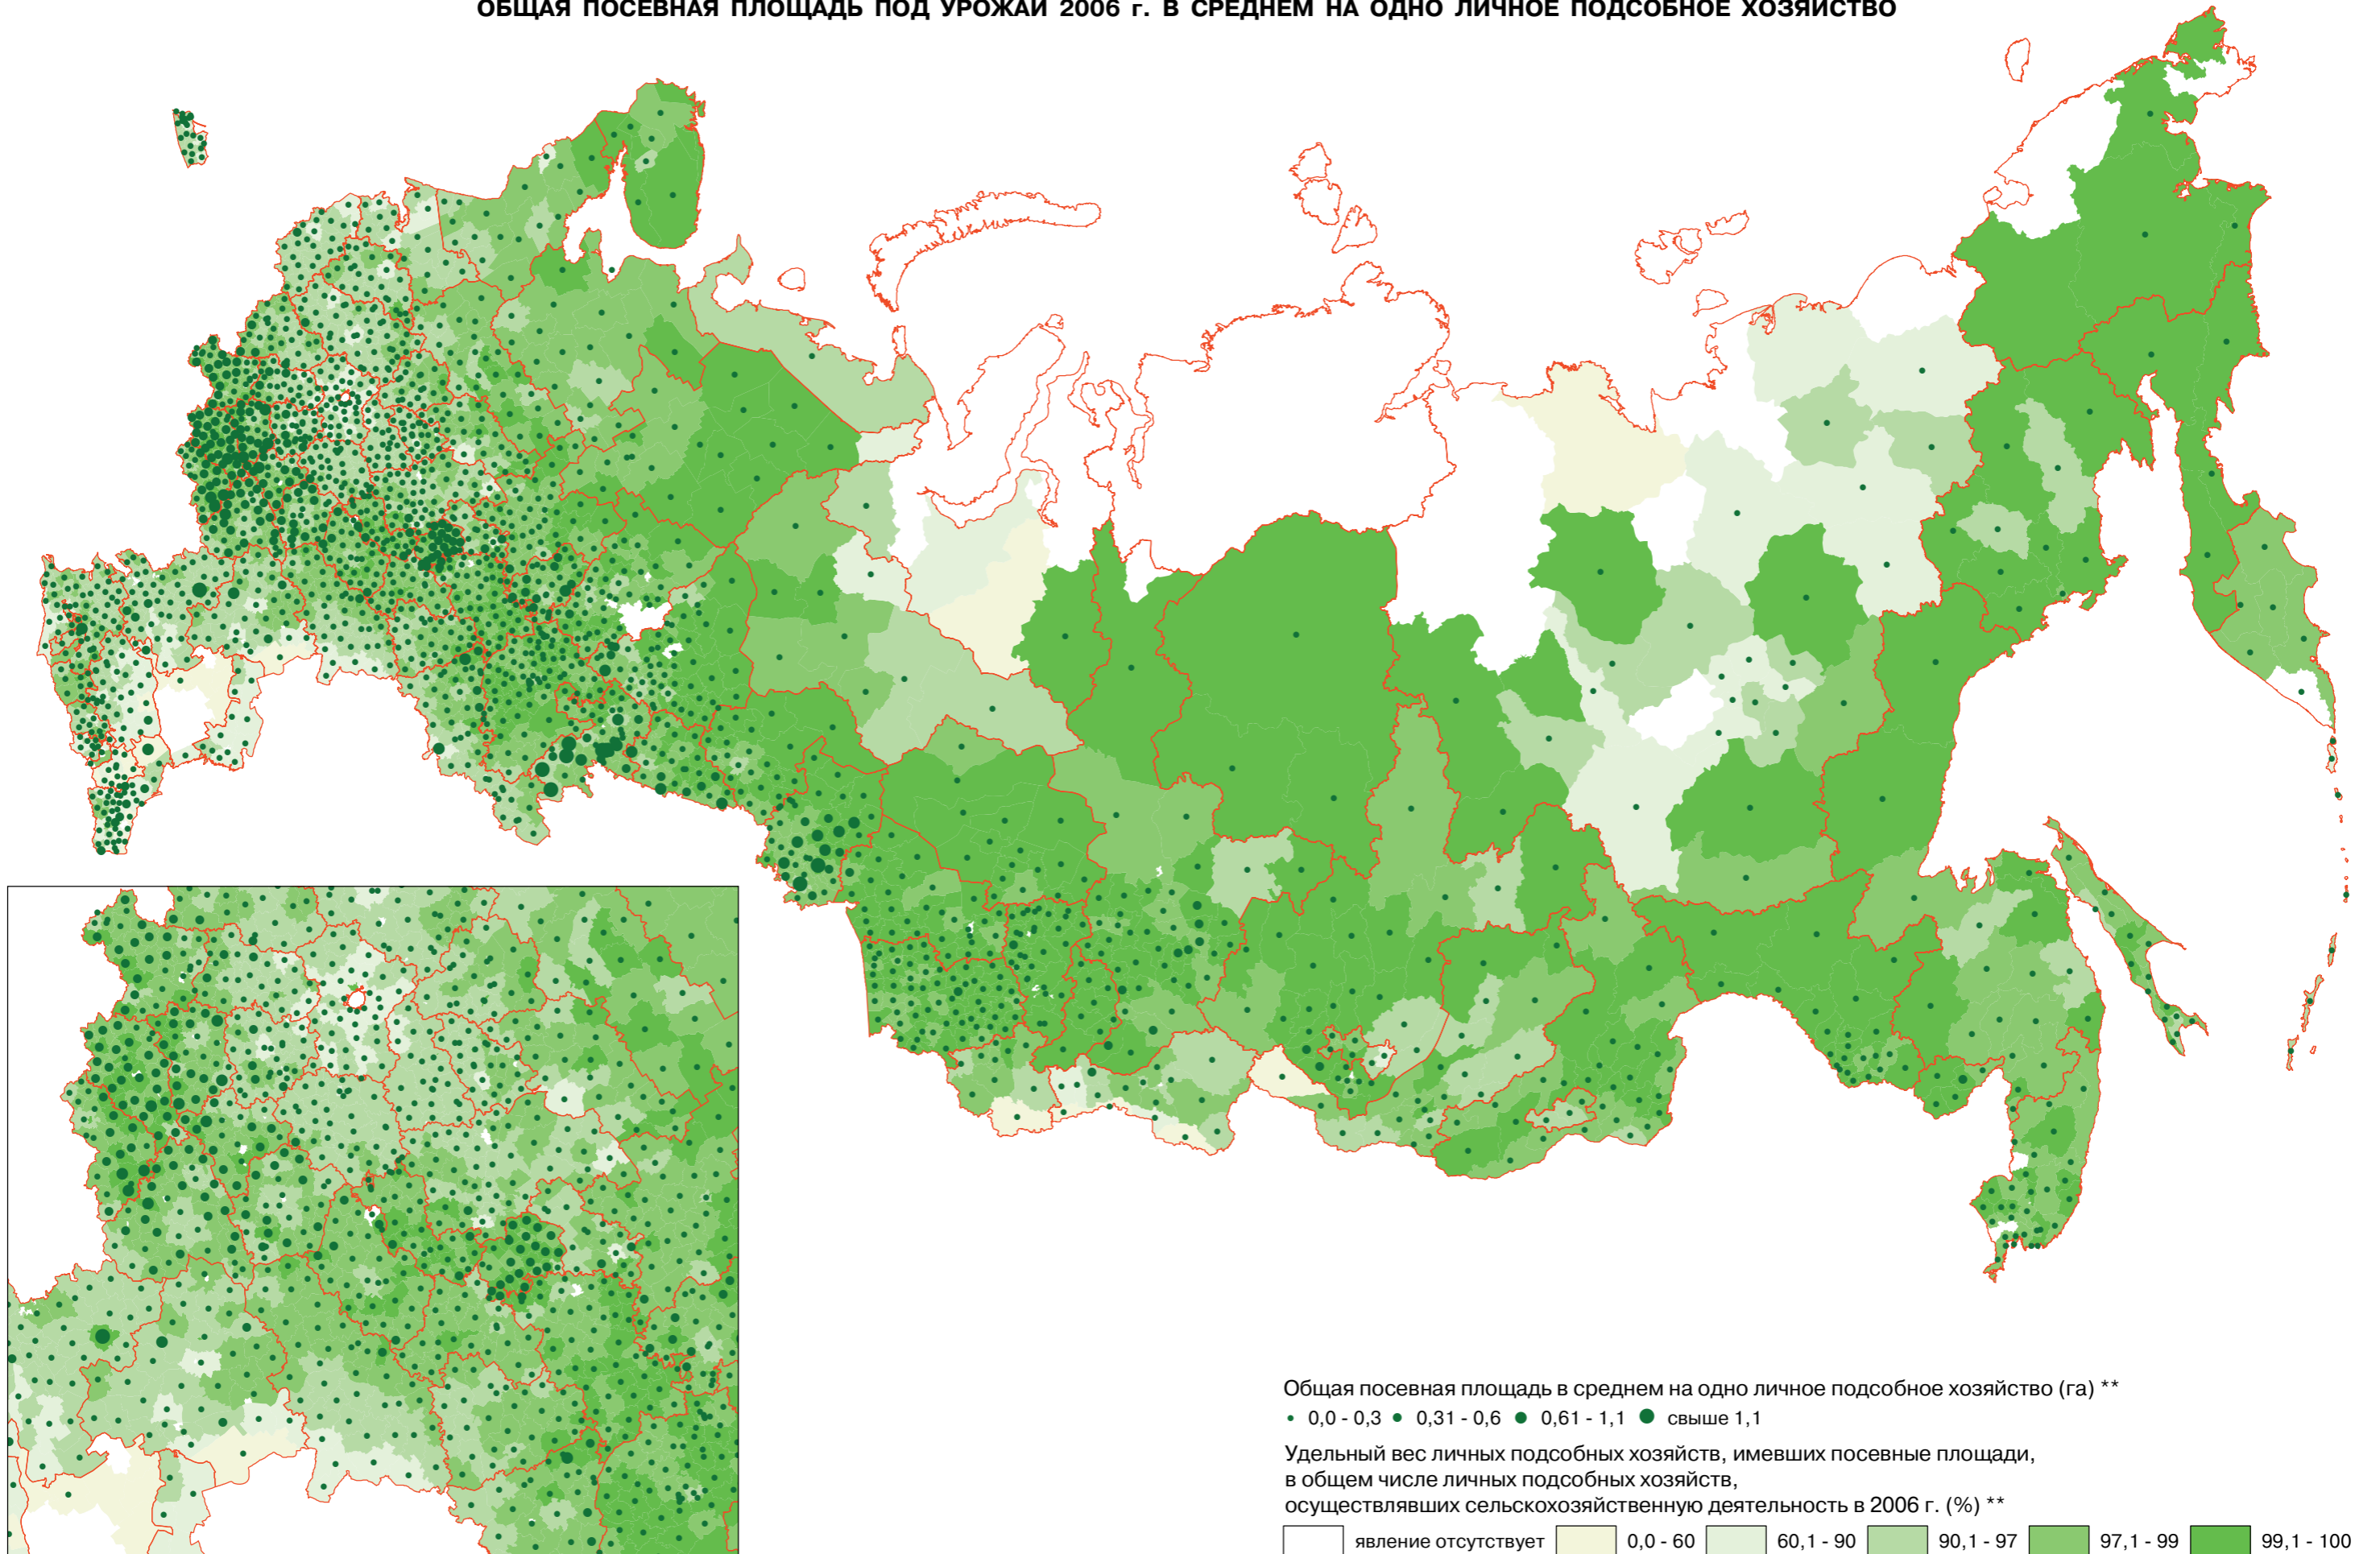 ОБЩАЯ ПОСЕВНАЯ ПЛОЩАДЬ ПОД УРОЖАЙ 2006 г. В СРЕДНЕМ НА ОДНО ЛИЧНОЕ ПОДСОБНОЕ ХОЗЯЙСТВО
Общая посевная площадь в среднем на одно личное подсобное хозяйство (га) **
0,0 - 0,3 0,31 - 0,6 0,61 - 1,1 свыше 1,1
Удельный вес личных подсобных хозяйств, имевших посевные площади,
в общем числе личных подсобных хозяйств,
осуществлявших сельскохозяйственную деятельность в 2006 г. (%) **
явление отсутствует 0,0 - 60 60,1 - 90 90,1 - 97 97,1 - 99 99,1 - 100